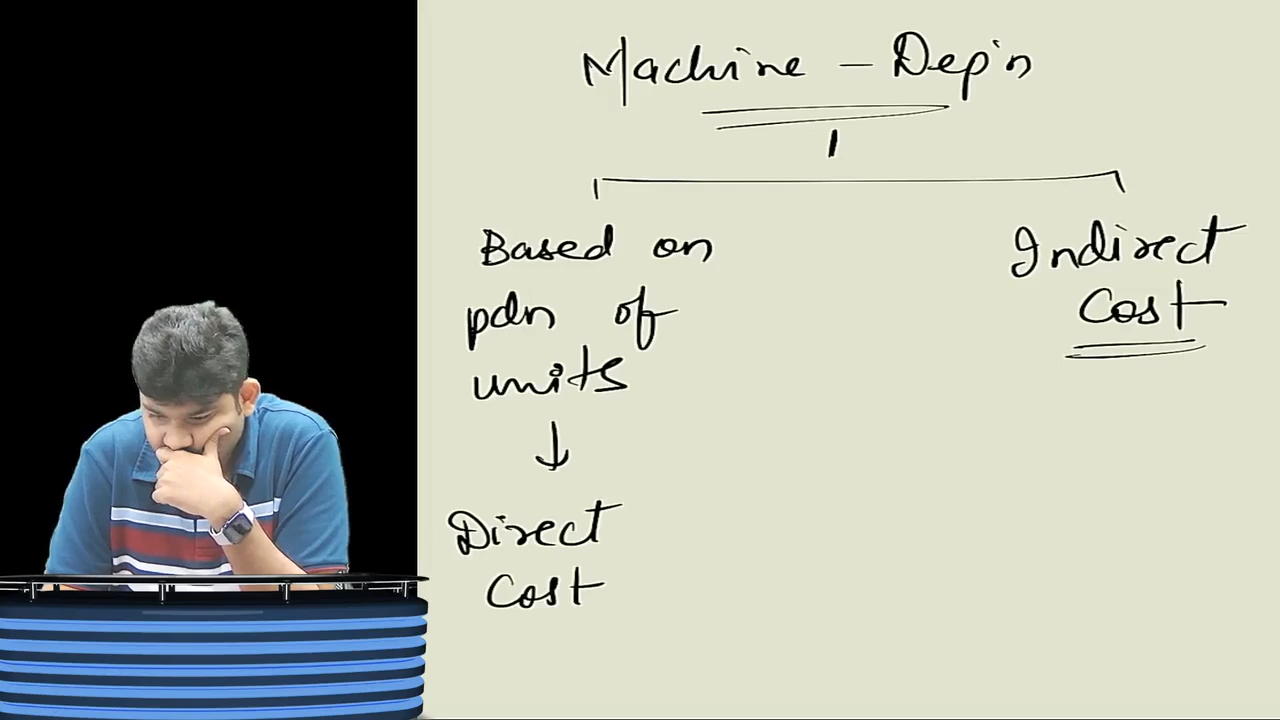 Machine - Dep'n
Based on
pdn of
units
↓
Direct
Cost
Indirect
Cost